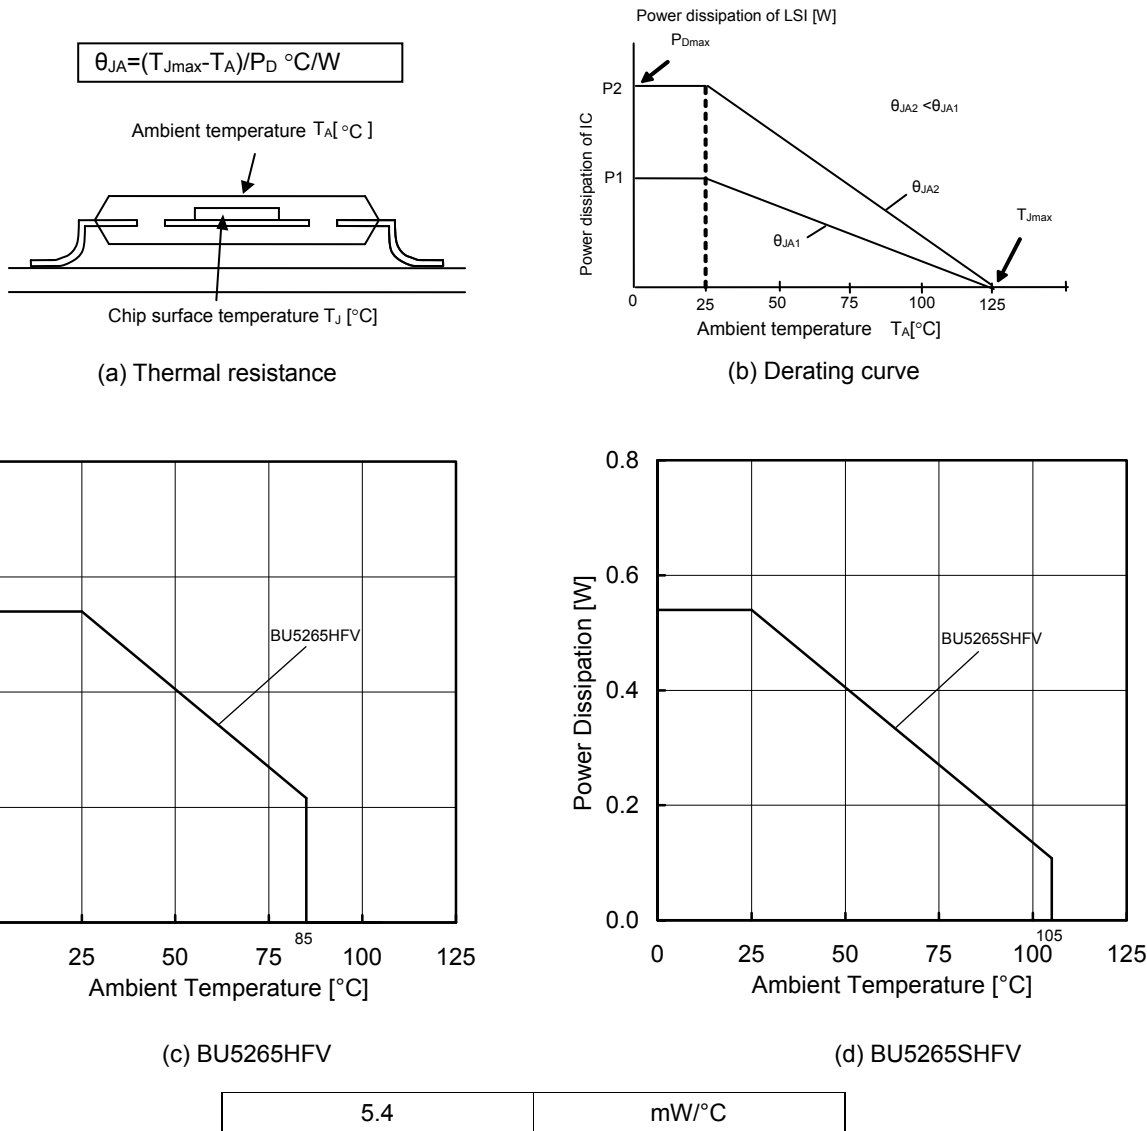 θJA=(TJmax-TA)/PD °C/W
Ambient temperature TA[ °C ]
Chip surface temperature TJ [°C]
(a) Thermal resistance
Power dissipation of LSI [W]
PDmax
P2
P1
Power dissipation of IC
θJA2 <θJA1
θJA2
θJA1
TJmax
0 25 50 75 100 125
Ambient temperature TA[°C]
(b) Derating curve
BU5265HFV
85
25 50 75 100 125
Ambient Temperature [°C]
(c) BU5265HFV
0.8
0.6
0.4
0.2
0.0
Power Dissipation [W]
BU5265SHFV
105
0 25 50 75 100 125
Ambient Temperature [°C]
(d) BU5265SHFV
5.4 mW/°C